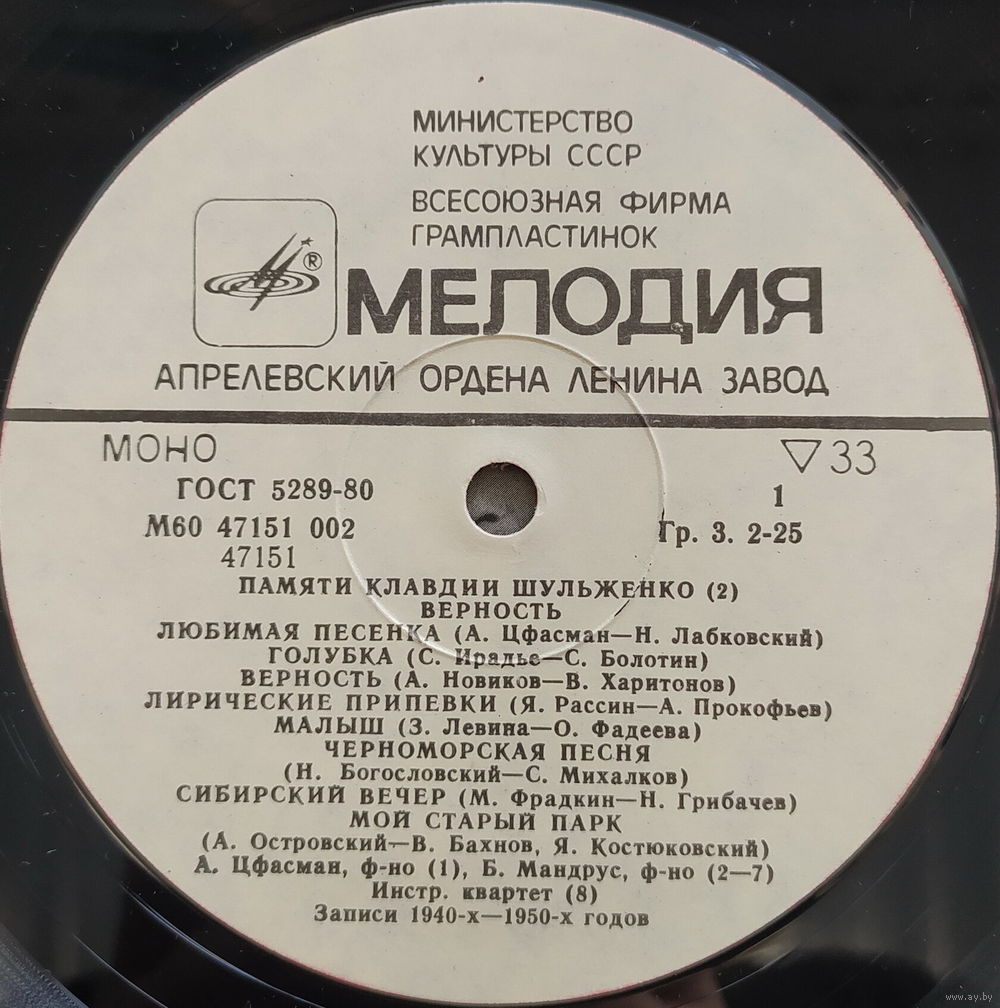 МИНИСТЕРСТВО
КУЛЬТУРЫ СССР
ВСЕСОЮЗНАЯ ФИРМА
ГРАМПЛАСТИНОК
®
МЕЛОДИЯ
АПРЕЛЕВСКИЙ ОРДЕНА ЛЕНИНА ЗАВОД
МОНО
▽33
ГОСТ 5289-80
1
М60 47151 002
Гр. 3. 2-25
47151
ПАМЯТИ КЛАВДИИ ШУЛЬЖЕНКО (2)
ВЕРНОСТЬ
ЛЮБИМАЯ ПЕСЕНКА (А. Цфасман—Н. Лабковский)
ГОЛУБКА (С. Ирадье—С. Болотин)
ВЕРНОСТЬ (А. Новиков—В. Харитонов)
ЛИРИЧЕСКИЕ ПРИПЕВКИ (Я. Рассин—А. Прокофьев)
МАЛЫШ (З. Левина—О. Фадеева)
ЧЕРНОМОРСКАЯ ПЕСНЯ
(Н. Богословский—С. Михалков)
СИБИРСКИЙ ВЕЧЕР (М. Фрадкин—Н. Грибачев)
МОЙ СТАРЫЙ ПАРК
(А. Островский—В. Бахнов, Я. Костюковский)
А. Цфасман, ф-но (1), Б. Мандрус, ф-но (2—7)
Инстр. квартет (8)
Записи 1940-х—1950-х годов
www.ay.by